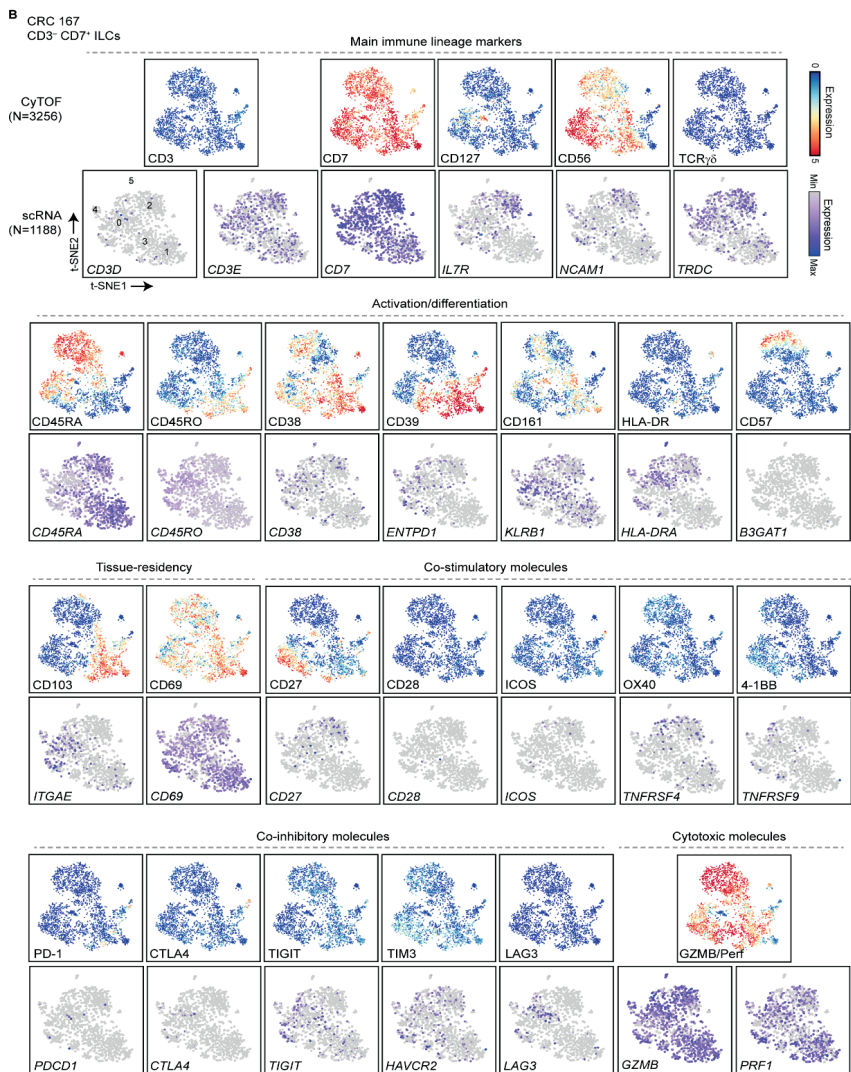 B
CRC 167
CD3⁻ CD7⁺ ILCs
Main immune lineage markers
CyTOF
(N=3256)
CD3
CD7
CD127
CD56
TCRγδ
0
Expression
5
scRNA
(N=1188)
t-SNE2
t-SNE1
5
4
2
0
3
1
CD3D
CD3E
CD7
IL7R
NCAM1
TRDC
Min
Expression
Max
Activation/differentiation
CD45RA
CD45RO
CD38
CD39
CD161
HLA-DR
CD57
CD45RA
CD45RO
CD38
ENTPD1
KLRB1
HLA-DRA
B3GAT1
Tissue-residency
Co-stimulatory molecules
CD103
CD69
CD27
CD28
ICOS
OX40
4-1BB
ITGAE
CD69
CD27
CD28
ICOS
TNFRSF4
TNFRSF9
Co-inhibitory molecules
Cytotoxic molecules
PD-1
CTLA4
TIGIT
TIM3
LAG3
GZMB/Perf
PDCD1
CTLA4
TIGIT
HAVCR2
LAG3
GZMB
PRF1